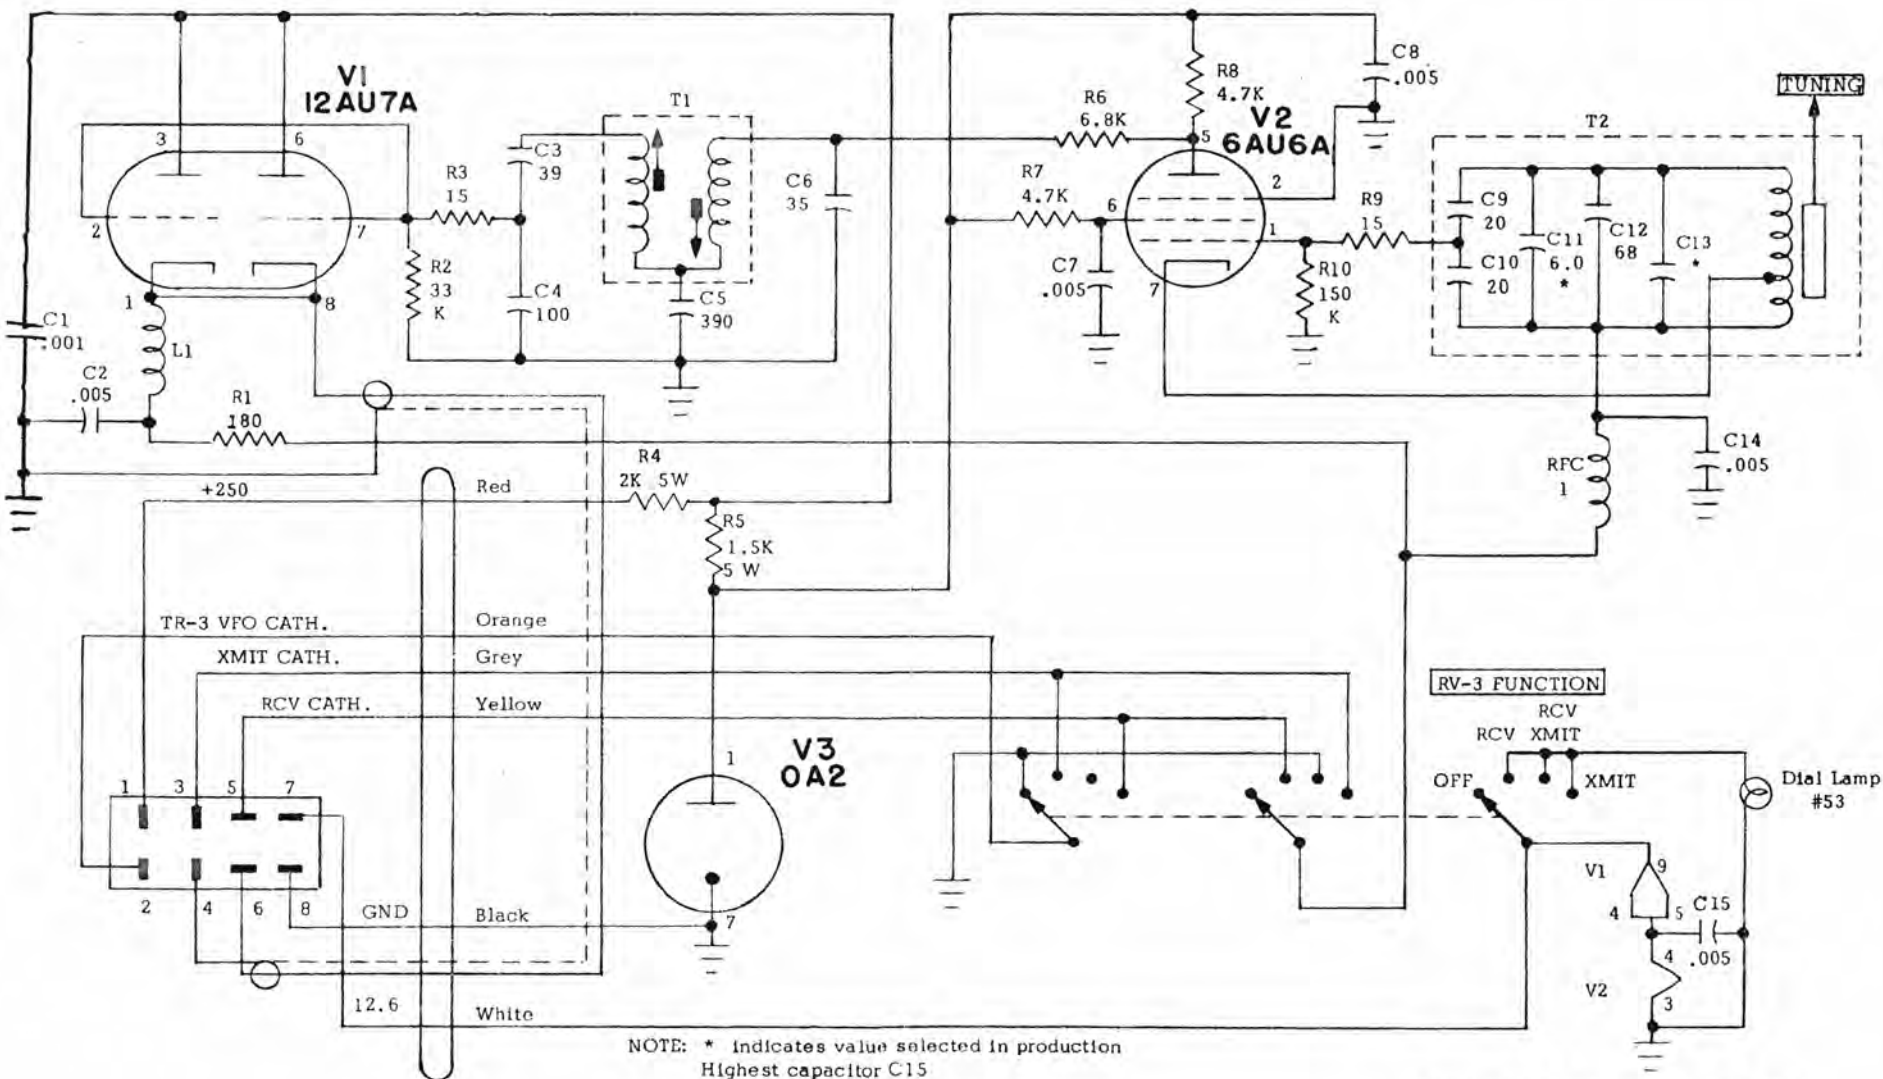 V1
12AU7A
3
6
2
7
1
8
C1
.001
C2
.005
L1
R1
180
R2
33
K
R3
15
C3
39
C4
100
T1
C5
390
C6
35
R6
6.8K
R7
4.7K
C7
.005
R8
4.7K
V2
6AU6A
5
2
6
1
7
C8
.005
R9
15
R10
150
K
TUNING
T2
C9
20
C10
20
C11
6.0
*
C12
68
C13
*
RFC
1
C14
.005
+250
Red
R4
2K 5W
R5
1.5K
5 W
TR-3 VFO CATH.
Orange
XMIT CATH.
Grey
RCV CATH.
Yellow
V3
OA2
1
7
1
3
5
7
2
4
6
8
GND
Black
12.6
White
RV-3 FUNCTION
RCV
RCV XMIT
OFF
XMIT
Dial Lamp
#53
V1
9
4
5
C15
.005
V2
4
3
NOTE: * indicates value selected in production
Highest capacitor C15